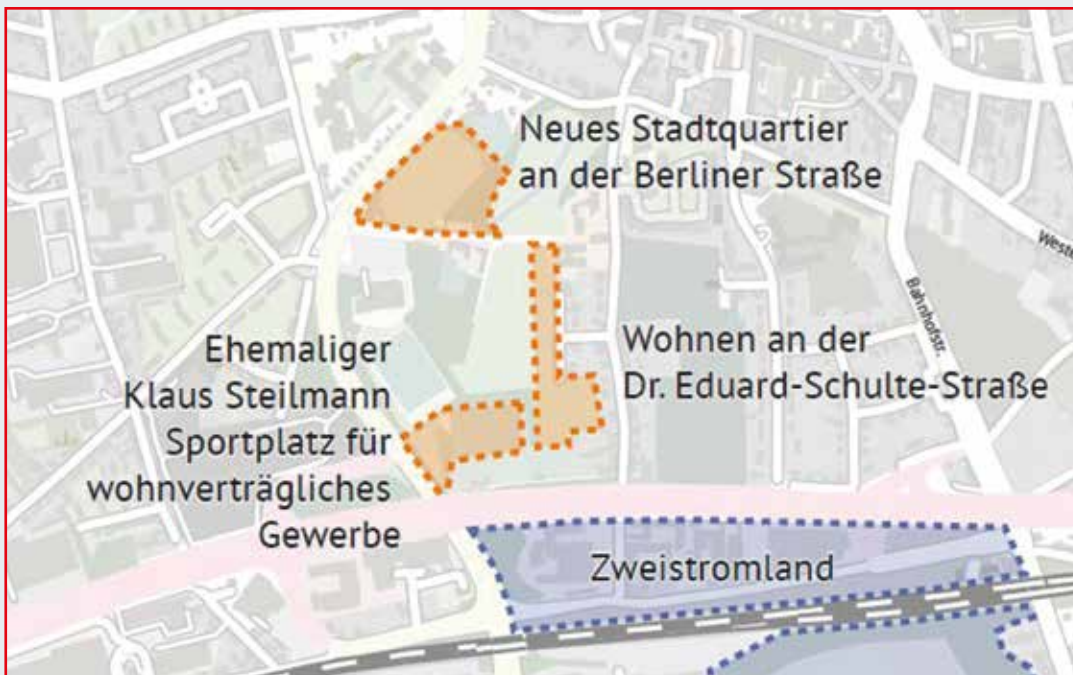 Neues Stadtquartier
an der Berliner Straße
Bahnhofstr.
Ehemaliger
Klaus Steilmann
Sportplatz für
wohnverträgliches
Gewerbe
Wohnen an der
Dr. Eduard-Schulte-Straße
Zweistromland